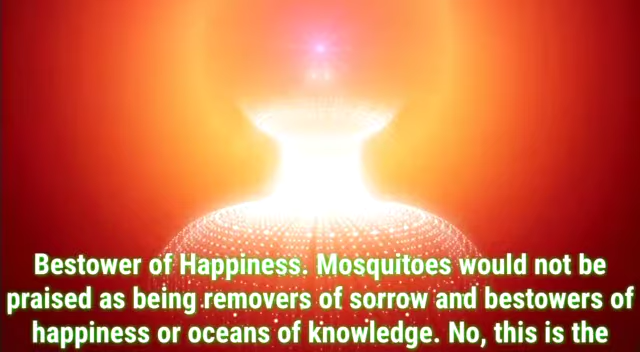 Bestower of Happiness. Mosquitoes would not be
praised as being removers of sorrow and bestowers of
happiness or oceans of knowledge. No, this is the